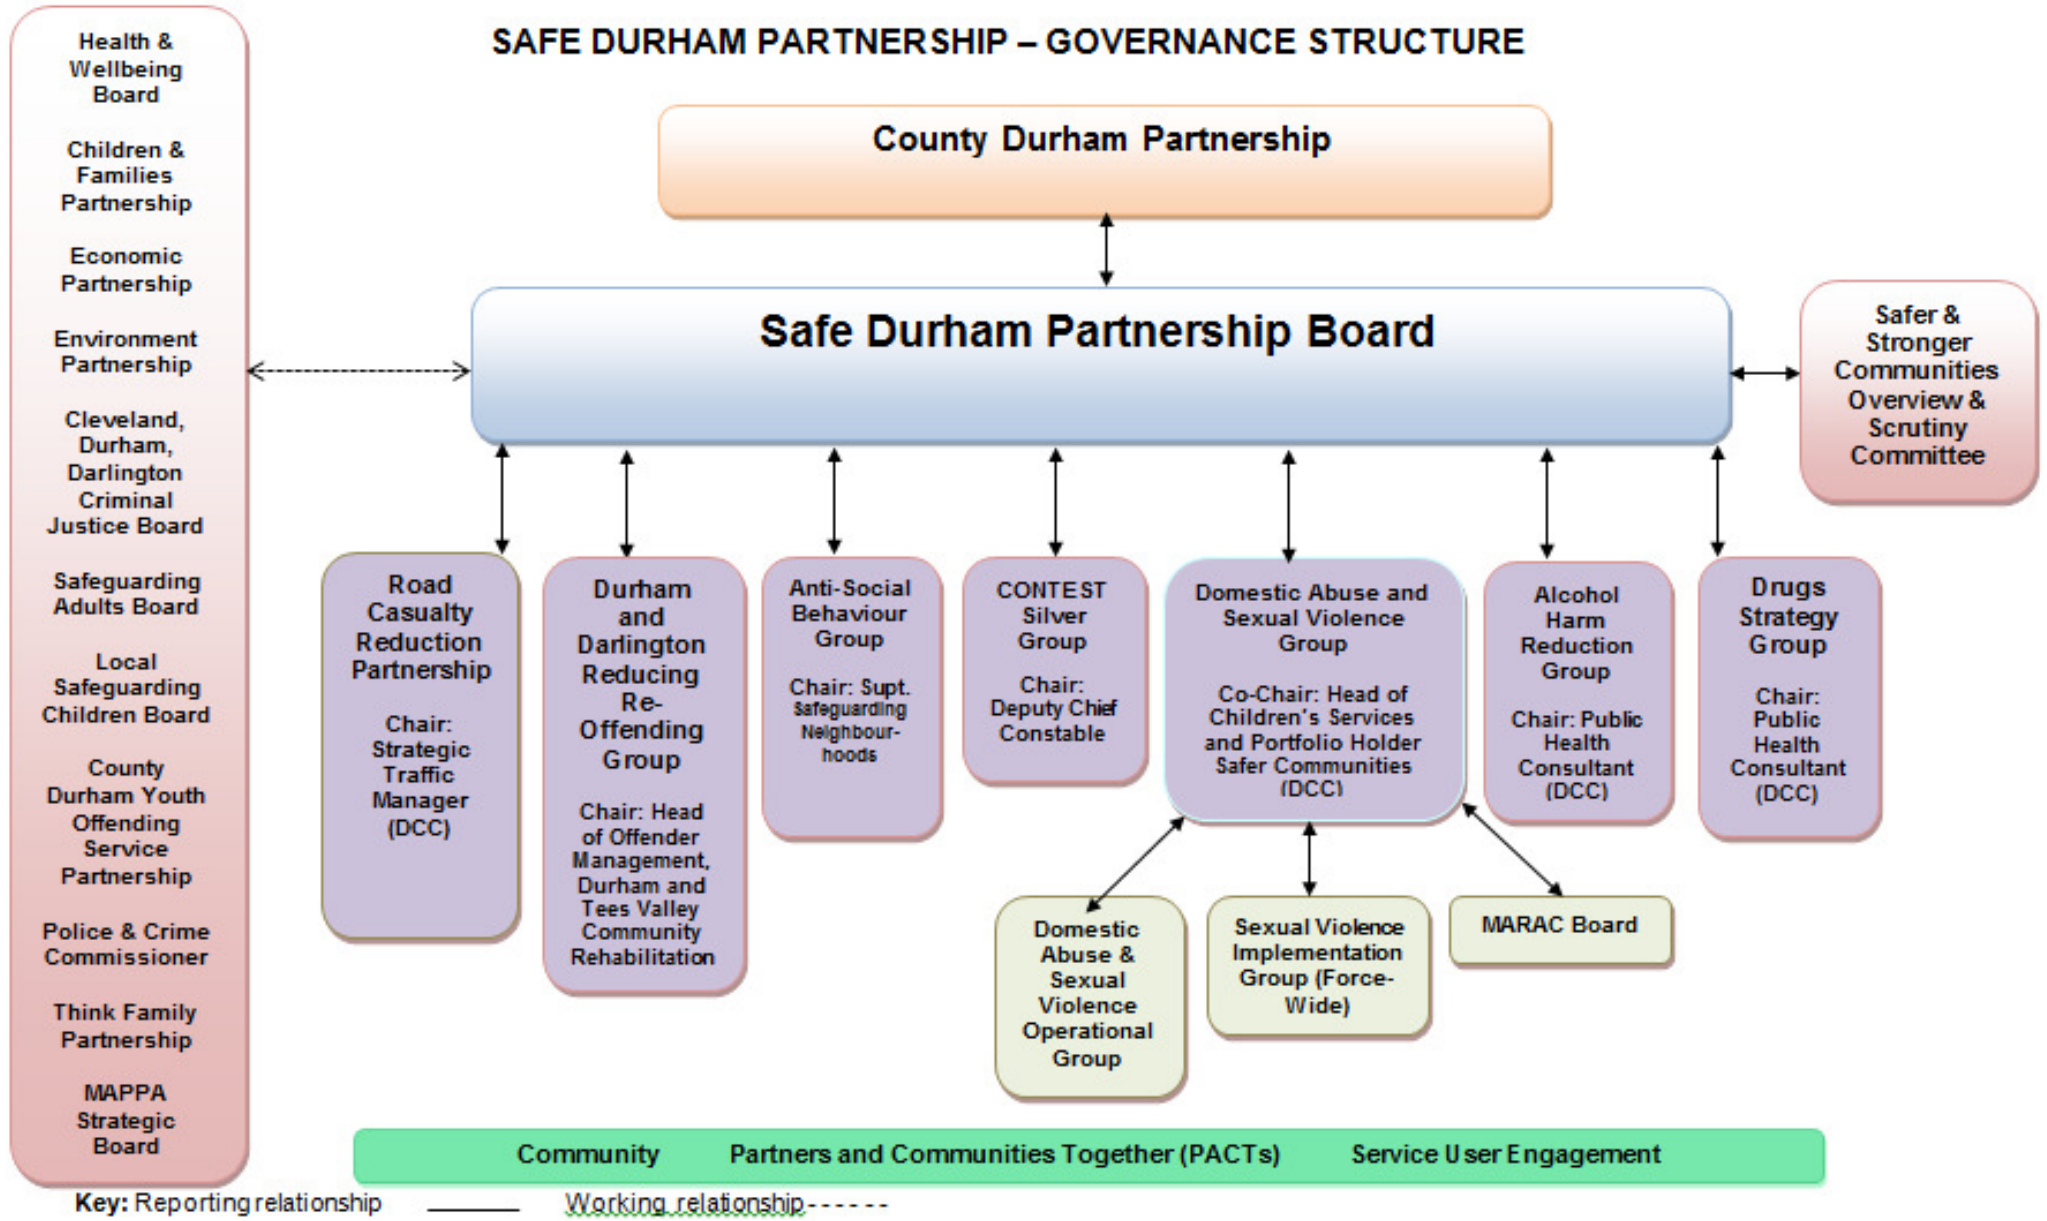 SAFE DURHAM PARTNERSHIP – GOVERNANCE STRUCTURE
Health &
Wellbeing
Board
Children &
Families
Partnership
Economic
Partnership
Environment
Partnership
Cleveland,
Durham,
Darlington
Criminal
Justice Board
Safeguarding
Adults Board
Local
Safeguarding
Children Board
County
Durham Youth
Offending
Service
Partnership
Police & Crime
Commissioner
Think Family
Partnership
MAPPA
Strategic
Board
County Durham Partnership
Safe Durham Partnership Board
Safer &
Stronger
Communities
Overview &
Scrutiny
Committee
Road
Casualty
Reduction
Partnership
Chair:
Strategic
Traffic
Manager
(DCC)
Durham
and
Darlington
Reducing
Re-
Offending
Group
Chair: Head
of Offender
Management,
Durham and
Tees Valley
Community
Rehabilitation
Anti-Social
Behaviour
Group
Chair: Supt.
Safeguarding
Neighbour-
hoods
CONTEST
Silver
Group
Chair:
Deputy Chief
Constable
Domestic Abuse and
Sexual Violence
Group
Co-Chair: Head of
Children's Services
and Portfolio Holder
Safer Communities
(DCC)
Alcohol
Harm
Reduction
Group
Chair: Public
Health
Consultant
(DCC)
Drugs
Strategy
Group
Chair:
Public
Health
Consultant
(DCC)
Domestic
Abuse &
Sexual
Violence
Operational
Group
Sexual Violence
Implementation
Group (Force-
Wide)
MARAC Board
Community Partners and Communities Together (PACTs) Service User Engagement
Key: Reporting relationship Working relationship